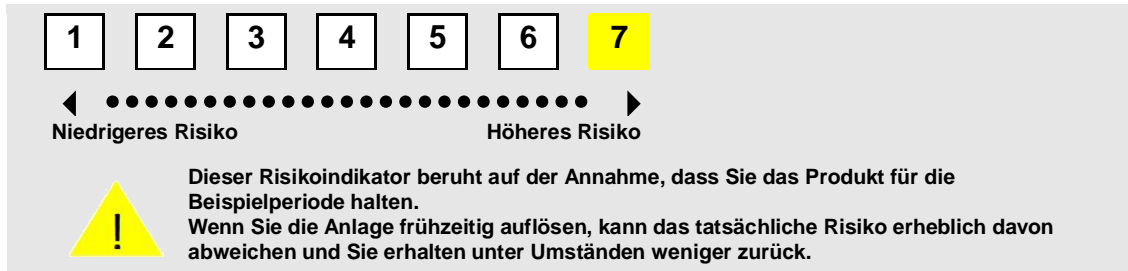 1 2 3 4 5 6 7
Niedrigeres Risiko Höheres Risiko
Dieser Risikoindikator beruht auf der Annahme, dass Sie das Produkt für die
Beispielperiode halten.
Wenn Sie die Anlage frühzeitig auflösen, kann das tatsächliche Risiko erheblich davon
abweichen und Sie erhalten unter Umständen weniger zurück.
!